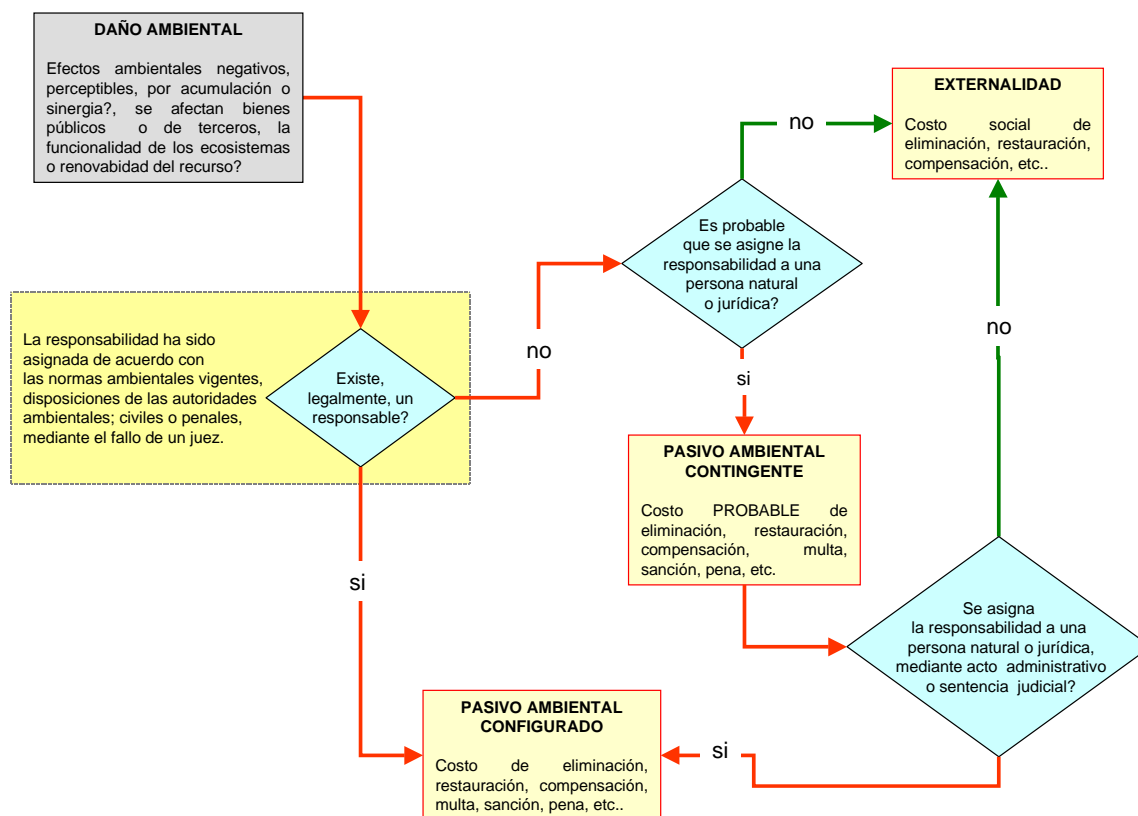 DAÑO AMBIENTAL
Efectos ambientales negativos,
perceptibles, por acumulación o
sinergia?, se afectan bienes
públicos o de terceros, la
funcionalidad de los ecosistemas
o renovabidad del recurso?
EXTERNALIDAD
Costo social de
eliminación, restauración,
compensación, etc..
no
Es probable
que se asigne la
responsabilidad a una
persona natural
o jurídica?
La responsabilidad ha sido
asignada de acuerdo con
las normas ambientales vigentes,
disposiciones de las autoridades
ambientales; civiles o penales,
mediante el fallo de un juez.
Existe,
legalmente, un
responsable?
no
no
si
PASIVO AMBIENTAL
CONTINGENTE
Costo PROBABLE de
eliminación, restauración,
compensación, multa,
sanción, pena, etc.
si
Se asigna
la responsabilidad a una
persona natural o jurídica,
mediante acto administrativo
o sentencia judicial?
PASIVO AMBIENTAL
CONFIGURADO
Costo de eliminación,
restauración, compensación,
multa, sanción, pena, etc..
si